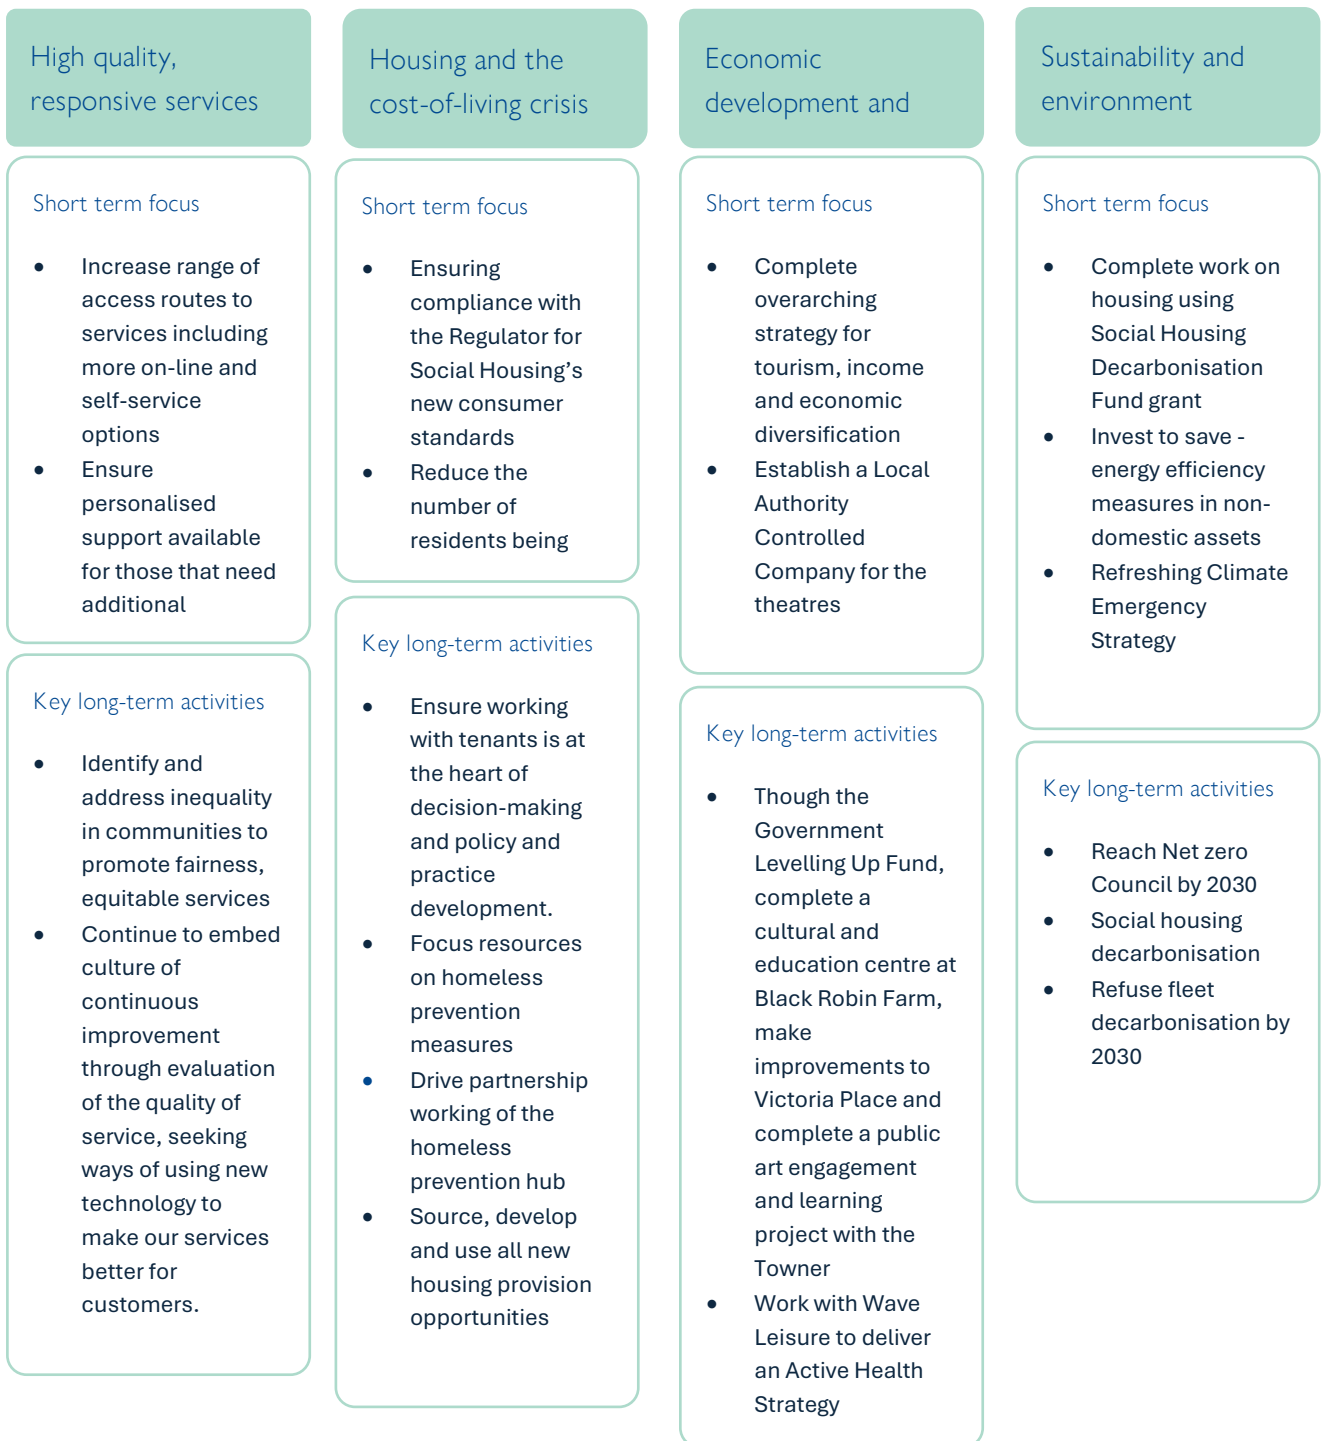 High quality,
responsive services
Short term focus
• Increase range of
access routes to
services including
more on-line and
self-service
options
• Ensure
personalised
support available
for those that need
additional
Key long-term activities
• Identify and
address inequality
in communities to
promote fairness,
equitable services
• Continue to embed
culture of
continuous
improvement
through evaluation
of the quality of
service, seeking
ways of using new
technology to
make our services
better for
customers.
Housing and the
cost-of-living crisis
Short term focus
• Ensuring
compliance with
the Regulator for
Social Housing’s
new consumer
standards
• Reduce the
number of
residents being
Key long-term activities
• Ensure working
with tenants is at
the heart of
decision-making
and policy and
practice
development.
• Focus resources
on homeless
prevention
measures
• Drive partnership
working of the
homeless
prevention hub
• Source, develop
and use all new
housing provision
opportunities
Economic
development and
Short term focus
• Complete
overarching
strategy for
tourism, income
and economic
diversification
• Establish a Local
Authority
Controlled
Company for the
theatres
Key long-term activities
• Though the
Government
Levelling Up Fund,
complete a
cultural and
education centre at
Black Robin Farm,
make
improvements to
Victoria Place and
complete a public
art engagement
and learning
project with the
Towner
• Work with Wave
Leisure to deliver
an Active Health
Strategy
Sustainability and
environment
Short term focus
• Complete work on
housing using
Social Housing
Decarbonisation
Fund grant
• Invest to save -
energy efficiency
measures in non-
domestic assets
• Refreshing Climate
Emergency
Strategy
Key long-term activities
• Reach Net zero
Council by 2030
• Social housing
decarbonisation
• Refuse fleet
decarbonisation by
2030